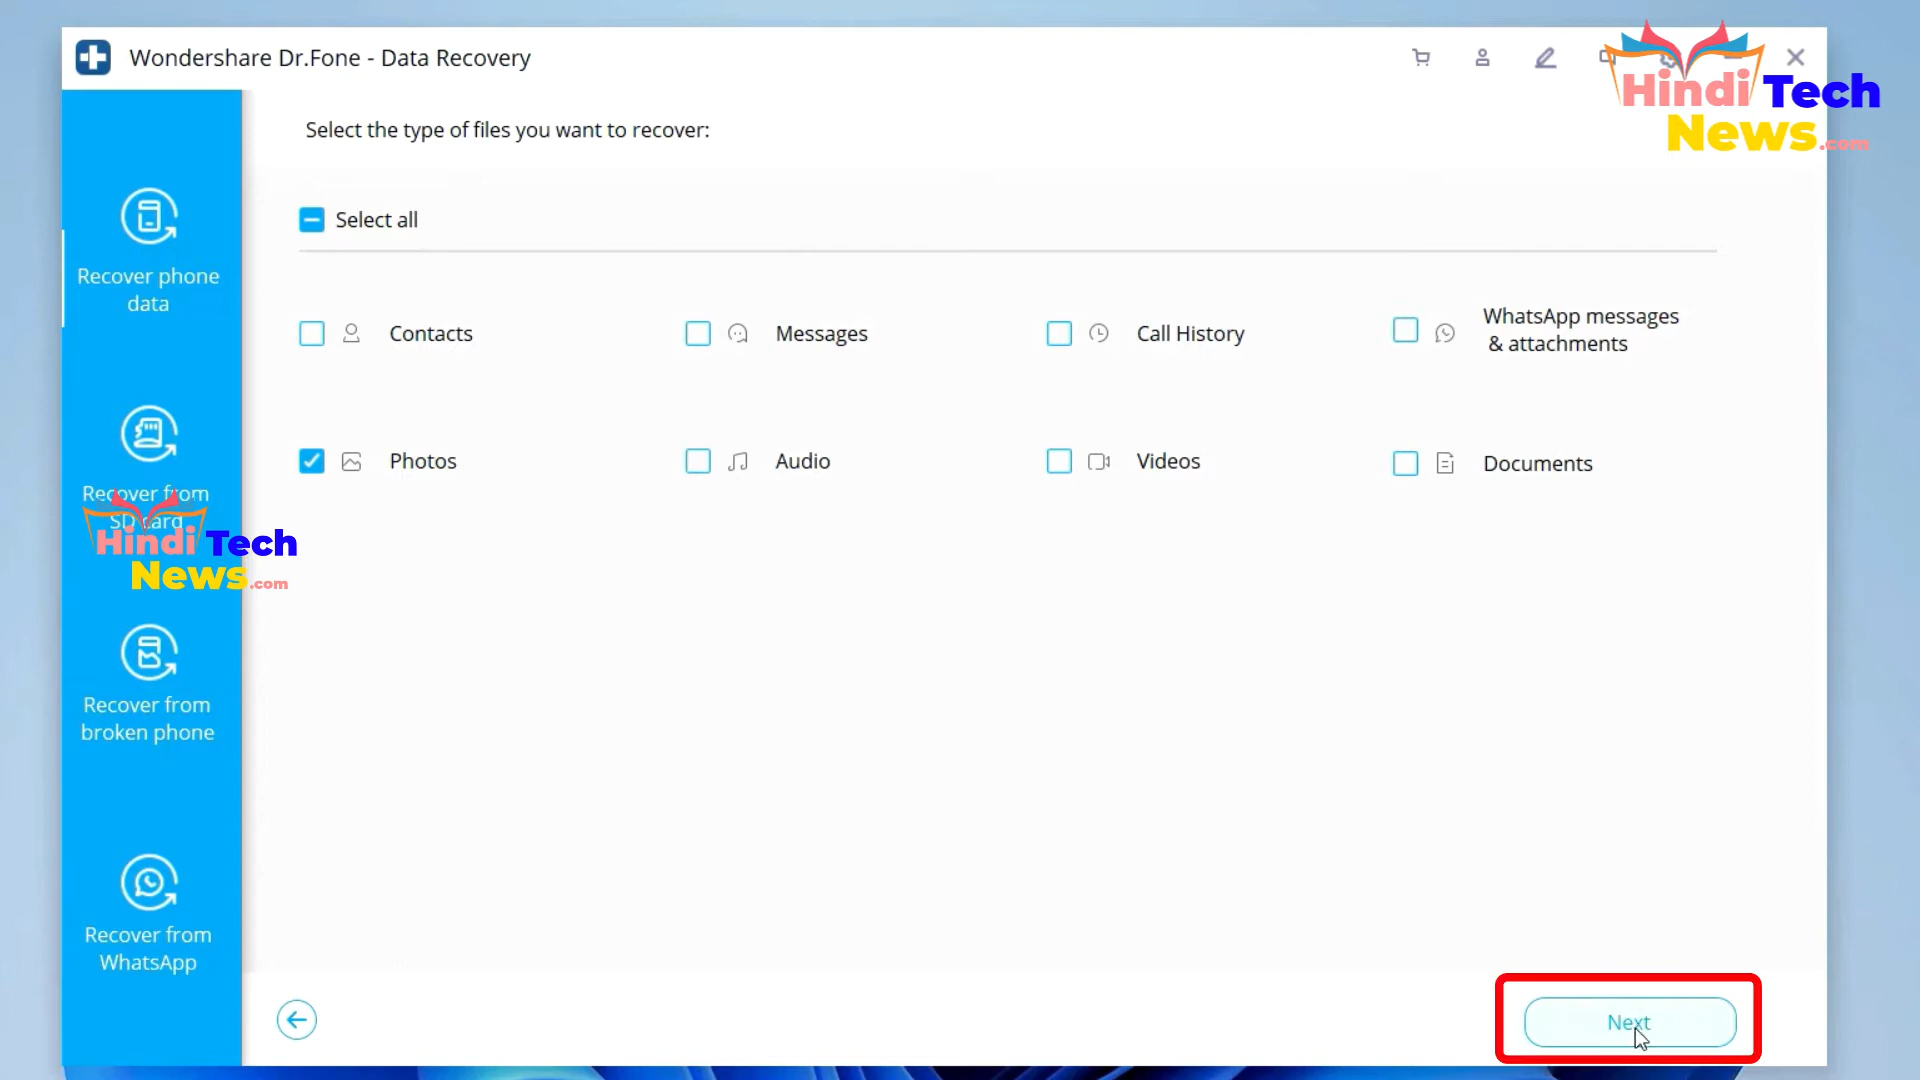 Wondershare Dr.Fone - Data Recovery
Hindi Tech
News.com
Select the type of files you want to recover:
Select all
Recover phone
data
Contacts
Messages
Call History
WhatsApp messages
& attachments
Photos
Audio
Videos
Documents
Recover from
SD card
Hindi Tech
News.com
Recover from
broken phone
Recover from
WhatsApp
Next